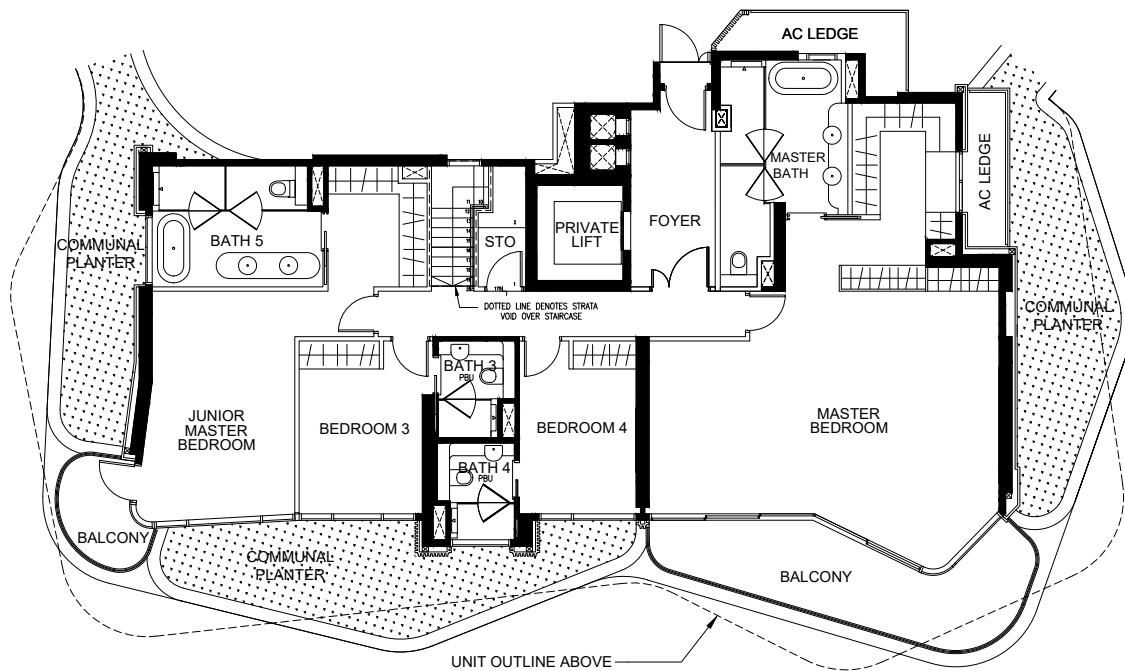 AC LEDGE
AC LEDGE
MASTER
BATH
FOYER
PRIVATE
LIFT
STO
BATH 5
COMMUNAL
PLANTER
DOTTED LINE DENOTES STRATA
VOID OVER STAIRCASE
COMMUNAL
PLANTER
BATH 3
PBU
JUNIOR
MASTER
BEDROOM
BEDROOM 3
BEDROOM 4
MASTER
BEDROOM
BATH 4
PBU
BALCONY
COMMUNAL
PLANTER
BALCONY
UNIT OUTLINE ABOVE